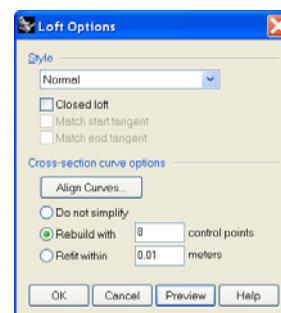 Loft Options
Style
Normal
Closed loft
Match start tangent
Match end tangent
Cross-section curve options
Align Curves...
Do not simplify
Rebuild with 8 control points
Refit within 0.01 meters
OK Cancel Preview Help